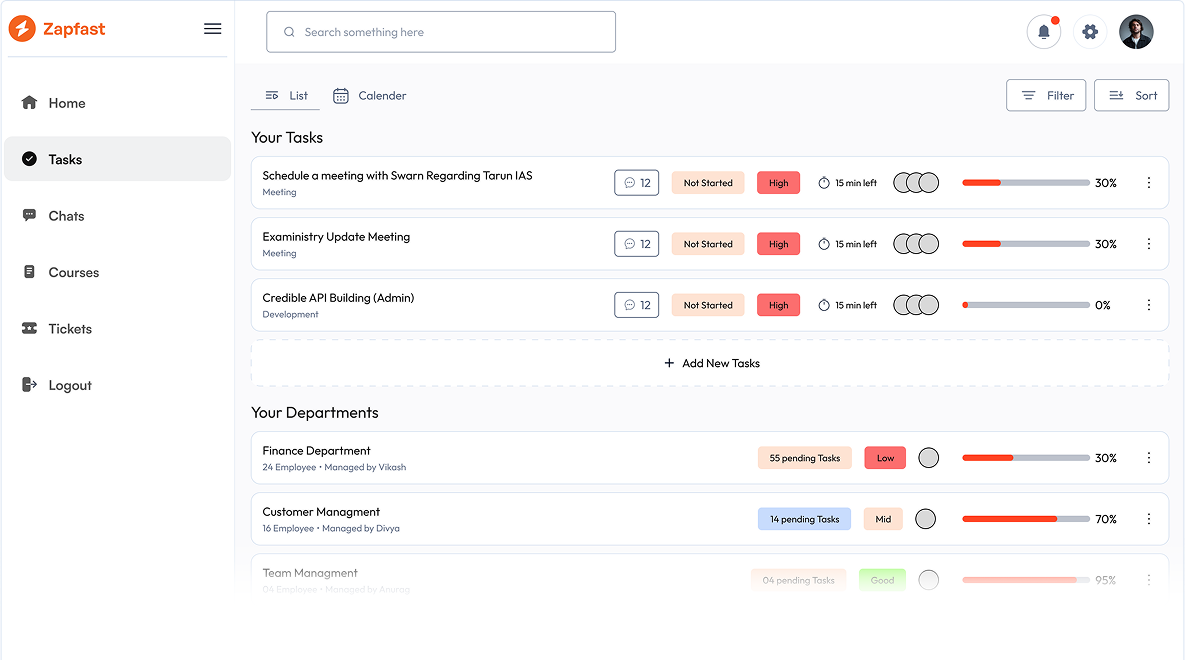 Zapfast
Search something here
Home
Tasks
Chats
Courses
Tickets
Logout
List
Calender
Filter
Sort
Your Tasks
Schedule a meeting with Swarn Regarding Tarun IAS
Meeting
12
Not Started
High
15 min left
30%
Exaministry Update Meeting
Meeting
12
Not Started
High
15 min left
30%
Credible API Building (Admin)
Development
12
Not Started
High
15 min left
0%
+ Add New Tasks
Your Departments
Finance Department
24 Employee • Managed by Vikash
55 pending Tasks
Low
30%
Customer Managment
16 Employee • Managed by Divya
14 pending Tasks
Mid
70%
Team Managment
04 Employee • Managed by Anurag
04 pending Tasks
Good
95%